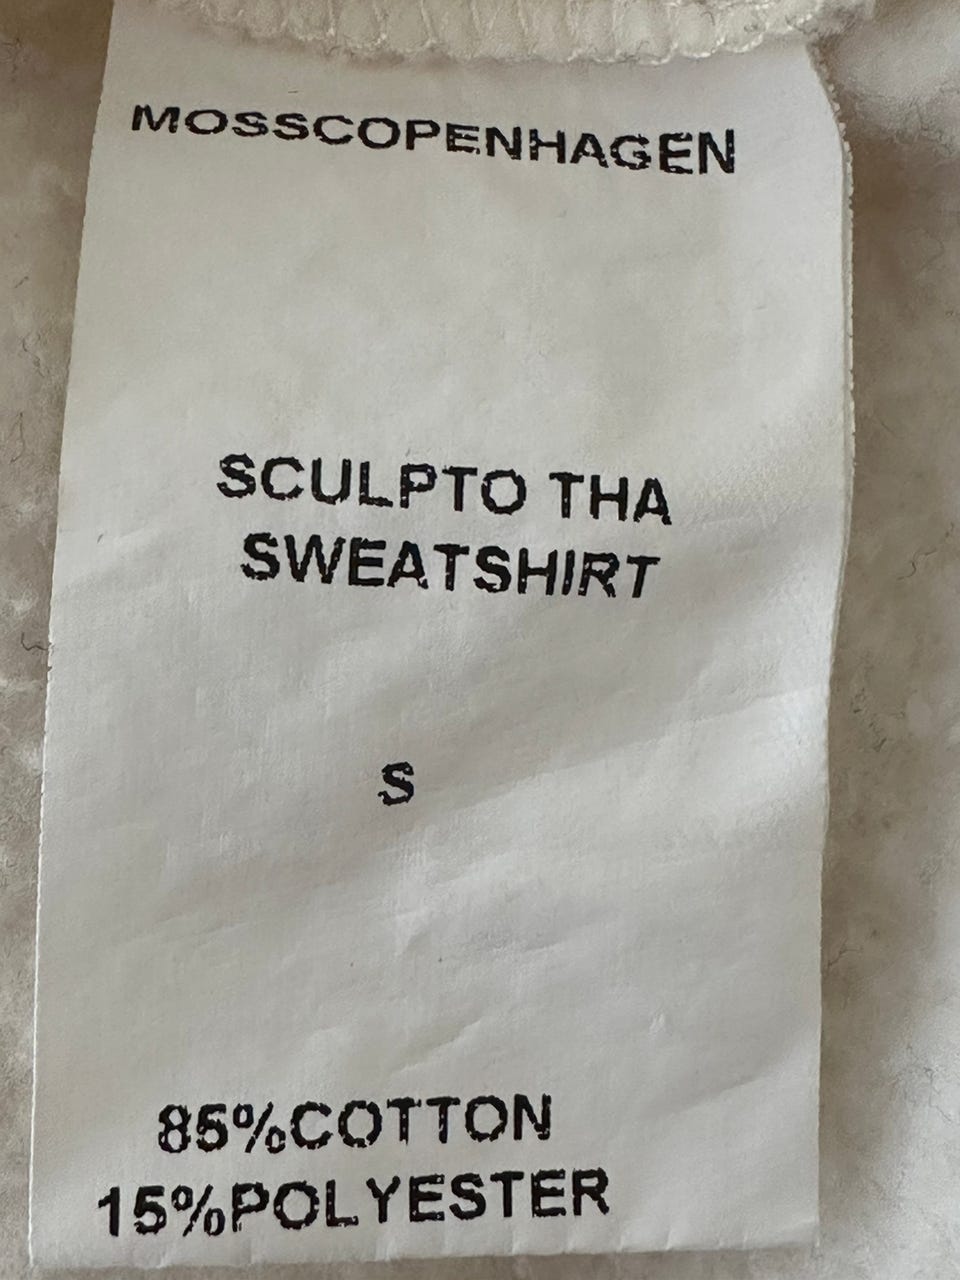 MOSSCOPENHAGEN
SCULPTO THA
SWEATSHIRT
S
85%COTTON
15%POLYESTER